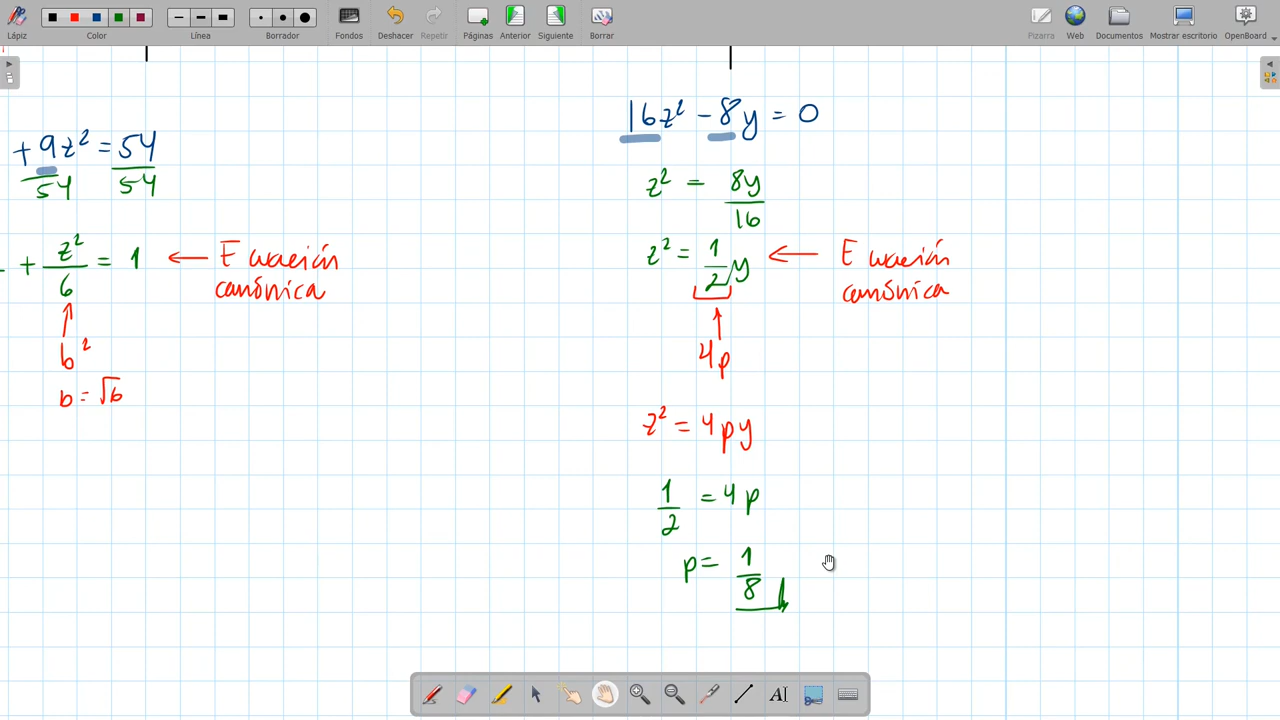 Lápiz Color Línea Borrador Fondos Deshacer Repetir Páginas Anterior Siguiente Borrar Pizarra Web Documentos Mostrar escritorio OpenBoard
+ 9z² = 54
54 54
+ z²/6 = 1 ← Ecuación
canónica
b²
b = √6
16z² - 8y = 0
z² = 8y/16
z² = 1/2 y ← Ecuación
canónica
4p
z² = 4py
1/2 = 4p
p = 1/8